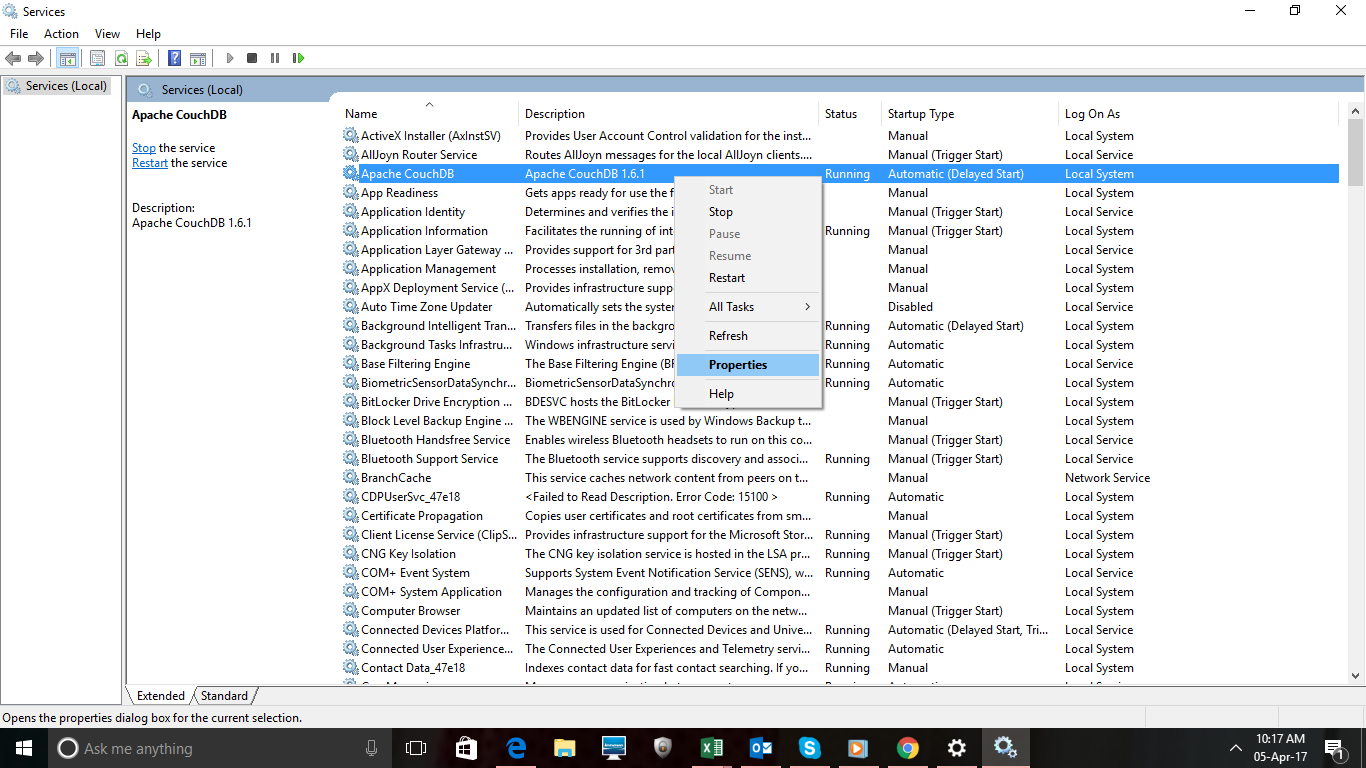 Services
File Action View Help
Services (Local)
Services (Local)
Apache CouchDB
Stop the service
Restart the service
Description:
Apache CouchDB 1.6.1
Name Description Status Startup Type Log On As
ActiveX Installer (AxInstSV) Provides User Account Control validation for the inst... Manual Local System
AllJoyn Router Service Routes AllJoyn messages for the local AllJoyn clients.... Manual (Trigger Start) Local Service
Apache CouchDB Apache CouchDB 1.6.1 Running Automatic (Delayed Start) Local System
App Readiness Gets apps ready for use the f Manual Local System
Application Identity Determines and verifies the i Manual (Trigger Start) Local Service
Application Information Facilitates the running of int Running Manual (Trigger Start) Local System
Application Layer Gateway ... Provides support for 3rd part Manual Local Service
Application Management Processes installation, remov Manual Local System
AppX Deployment Service (... Provides infrastructure supp Manual Local System
Auto Time Zone Updater Automatically sets the syster Disabled Local Service
Background Intelligent Tran... Transfers files in the backgro Running Automatic (Delayed Start) Local System
Background Tasks Infrastru... Windows infrastructure servi Running Automatic Local System
Base Filtering Engine The Base Filtering Engine (BF Running Automatic Local Service
BiometricSensorDataSynchr... BiometricSensorDataSynchro Running Automatic Local System
BitLocker Drive Encryption ... BDESVC hosts the BitLocker Manual (Trigger Start) Local System
Block Level Backup Engine ... The WBENGINE service is used by Windows Backup t... Manual Local System
Bluetooth Handsfree Service Enables wireless Bluetooth headsets to run on this co... Manual (Trigger Start) Local Service
Bluetooth Support Service The Bluetooth service supports discovery and associ... Running Manual (Trigger Start) Local Service
BranchCache This service caches network content from peers on t... Manual Network Service
CDPUserSvc_47e18 <Failed to Read Description. Error Code: 15100 > Running Automatic Local System
Certificate Propagation Copies user certificates and root certificates from sm... Manual Local System
Client License Service (ClipS... Provides infrastructure support for the Microsoft Stor... Running Manual (Trigger Start) Local System
CNG Key Isolation The CNG key isolation service is hosted in the LSA pr... Running Manual (Trigger Start) Local System
COM+ Event System Supports System Event Notification Service (SENS), w... Running Automatic Local Service
COM+ System Application Manages the configuration and tracking of Compon... Manual Local System
Computer Browser Maintains an updated list of computers on the netw... Manual (Trigger Start) Local System
Connected Devices Platfor... This service is used for Connected Devices and Unive... Running Automatic (Delayed Start, Tri... Local Service
Connected User Experience... The Connected User Experiences and Telemetry servi... Running Automatic Local System
Contact Data_47e18 Indexes contact data for fast contact searching. If yo... Running Manual Local System
Start
Stop
Pause
Resume
Restart
All Tasks
Refresh
Properties
Help
Extended Standard
Opens the properties dialog box for the current selection.
Ask me anything
10:17 AM
05-Apr-17
1